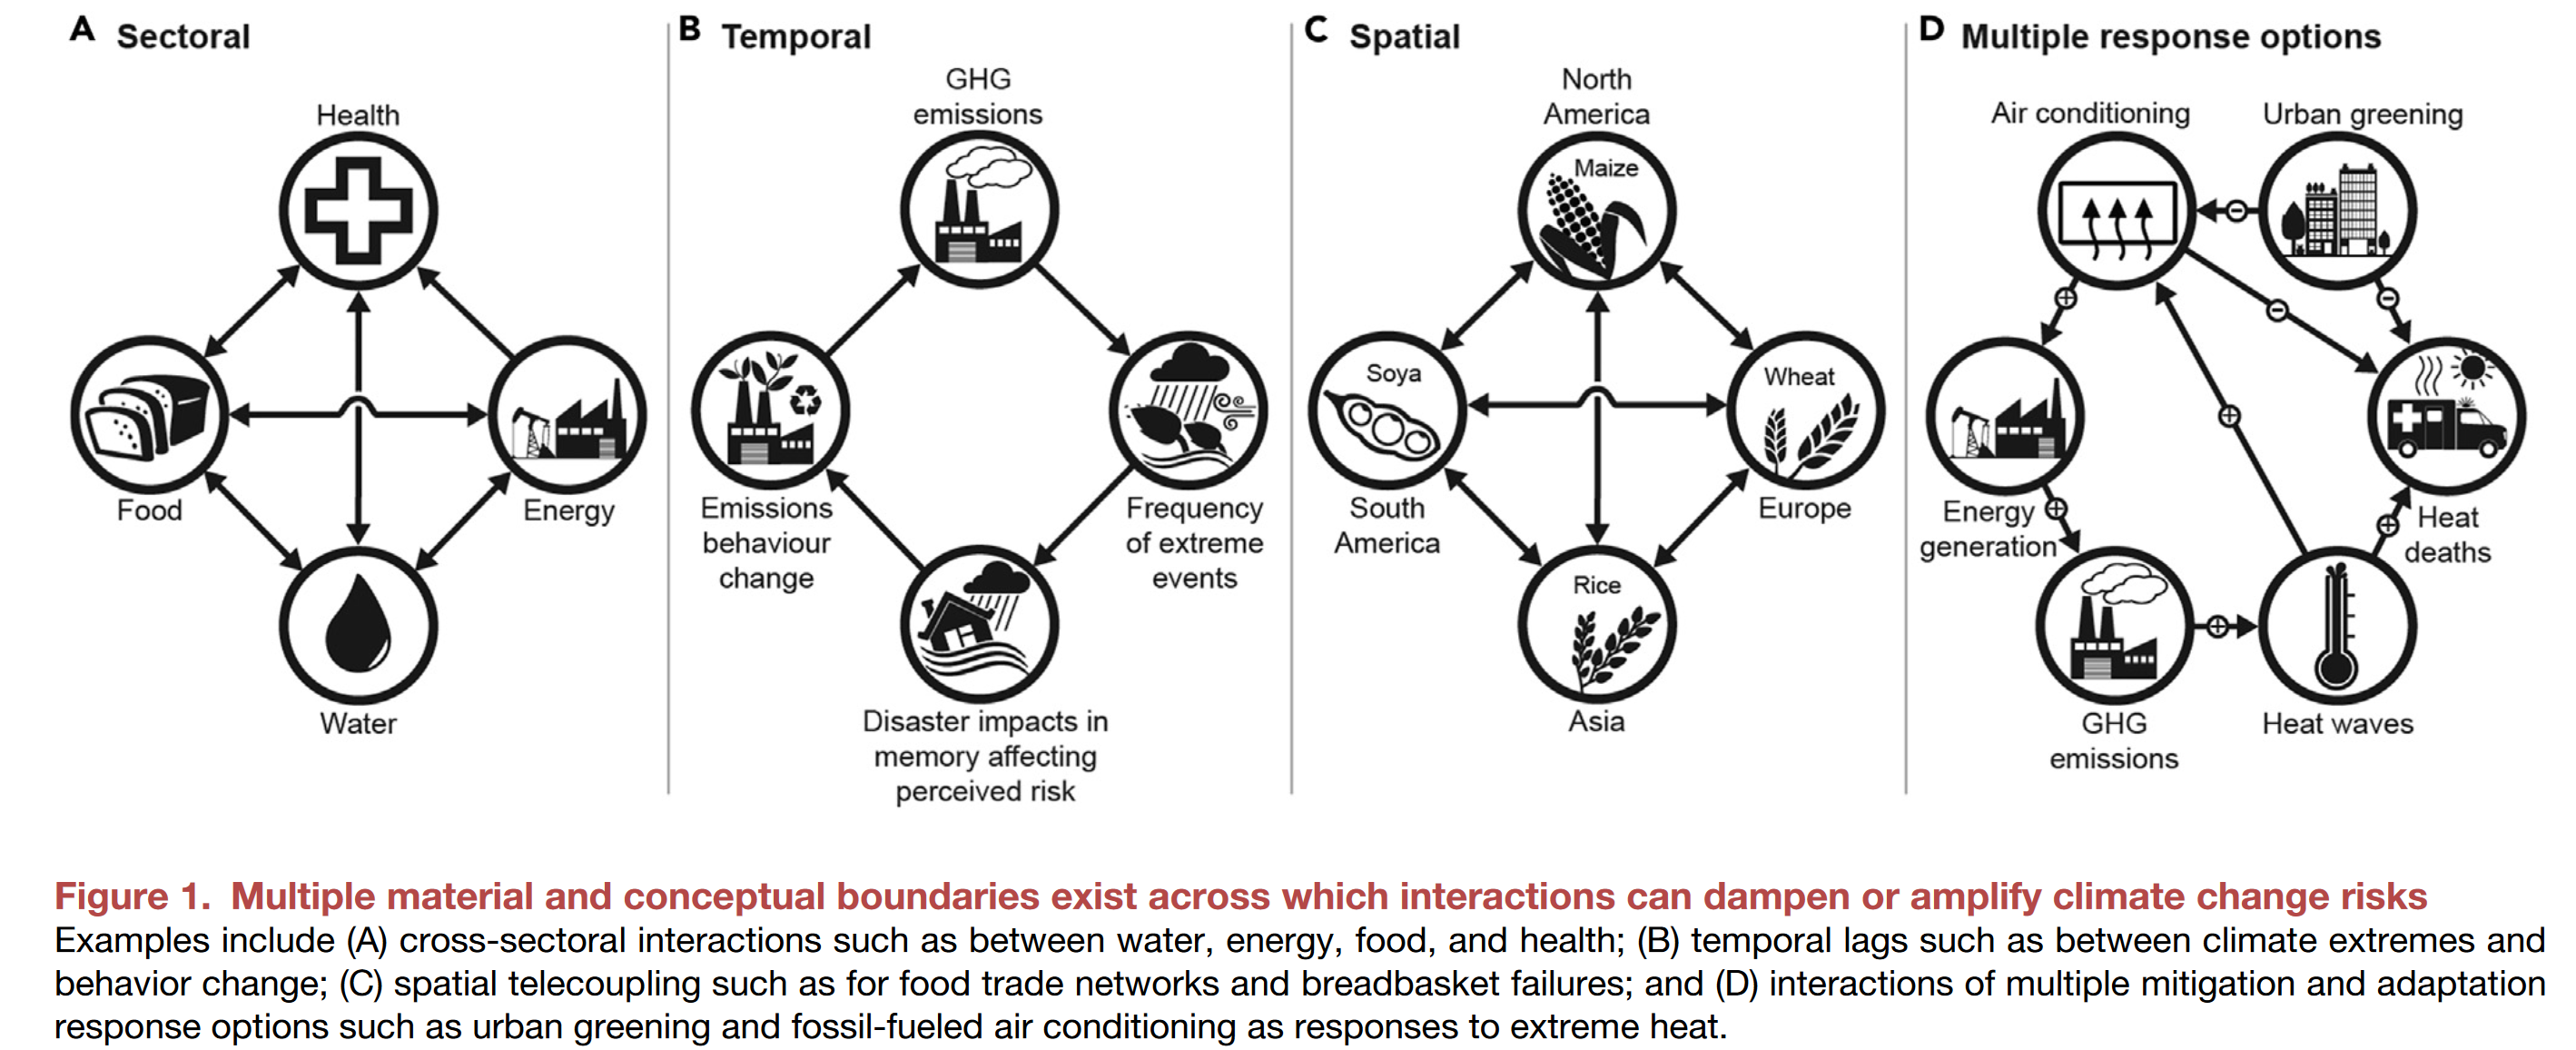 A Sectoral
Health
Food
Energy
Water
B Temporal
GHG
emissions
Emissions
behaviour
change
Frequency
of extreme
events
Disaster impacts in
memory affecting
perceived risk
C Spatial
North
America
Maize
Soya
South
America
Wheat
Europe
Rice
Asia
D Multiple response options
Air conditioning
Urban greening
Energy
generation
Heat
deaths
GHG
emissions
Heat waves
Figure 1. Multiple material and conceptual boundaries exist across which interactions can dampen or amplify climate change risks
Examples include (A) cross-sectoral interactions such as between water, energy, food, and health; (B) temporal lags such as between climate extremes and
behavior change; (C) spatial telecoupling such as for food trade networks and breadbasket failures; and (D) interactions of multiple mitigation and adaptation
response options such as urban greening and fossil-fueled air conditioning as responses to extreme heat.